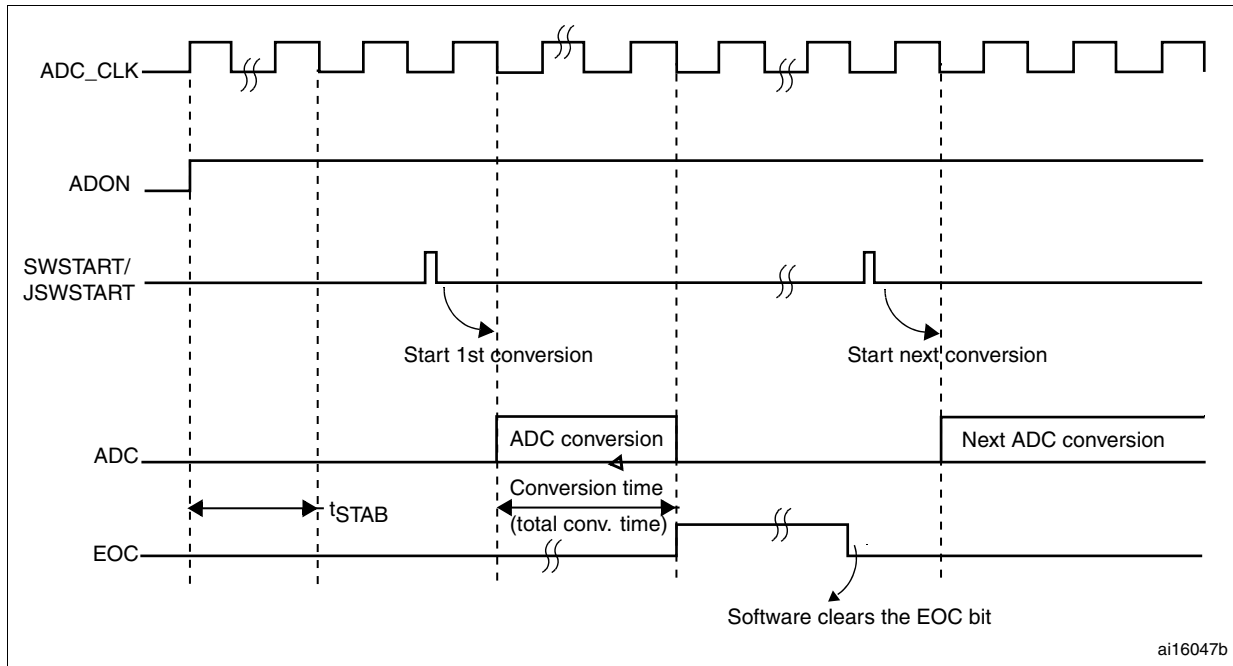 ADC_CLK
ADON
SWSTART/
JSWSTART
Start 1st conversion
Start next conversion
ADC
ADC conversion
Next ADC conversion
Conversion time
tSTAB
(total conv. time)
EOC
Software clears the EOC bit
ai16047b